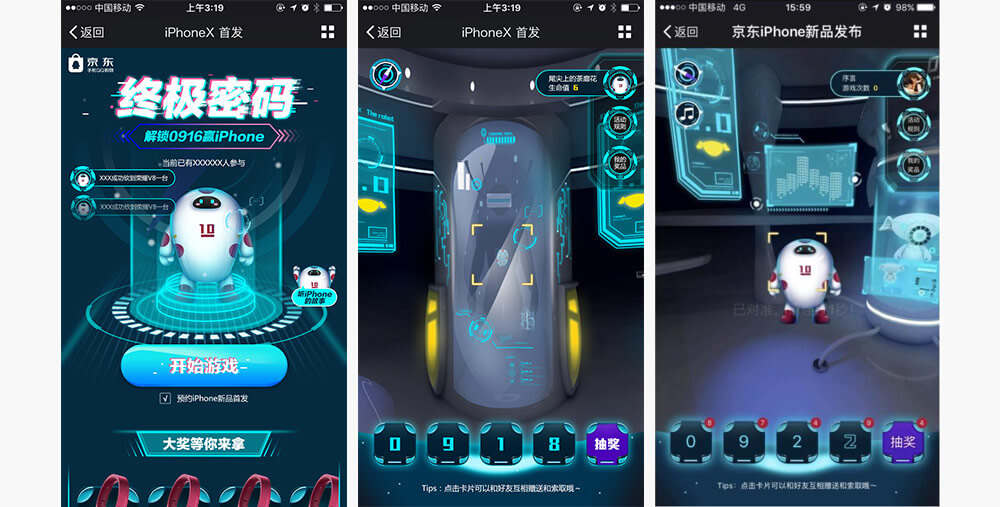 中国移动
上午3:19
返回
iPhoneX 首发
京东
手机QQ购物
终极密码
解锁0916赢iPhone
当前已有XXXXXX人参与
XXX成功砍到荣耀V8一台
XXX成功砍到荣耀V8一台
10
听iPhone
的故事
开始游戏
预约iPhone新品首发
大奖等你来拿
中国移动
上午3:19
返回
iPhoneX 首发
尾尖上的茶磨花
生命值 6
X The robot
活动
规则
我的
奖品
0 9 1 8 抽奖
Tips：点击卡片可以和好友互相赠送和索取哦～
中国移动 4G
15:59
98%
返回
京东iPhone新品发布
序言
游戏次数 0
活动
规则
我的
奖品
10
8 8 2 9 4
0 9 2 2 抽奖
Tips：点击卡片可以和好友互相赠送和索取哦～